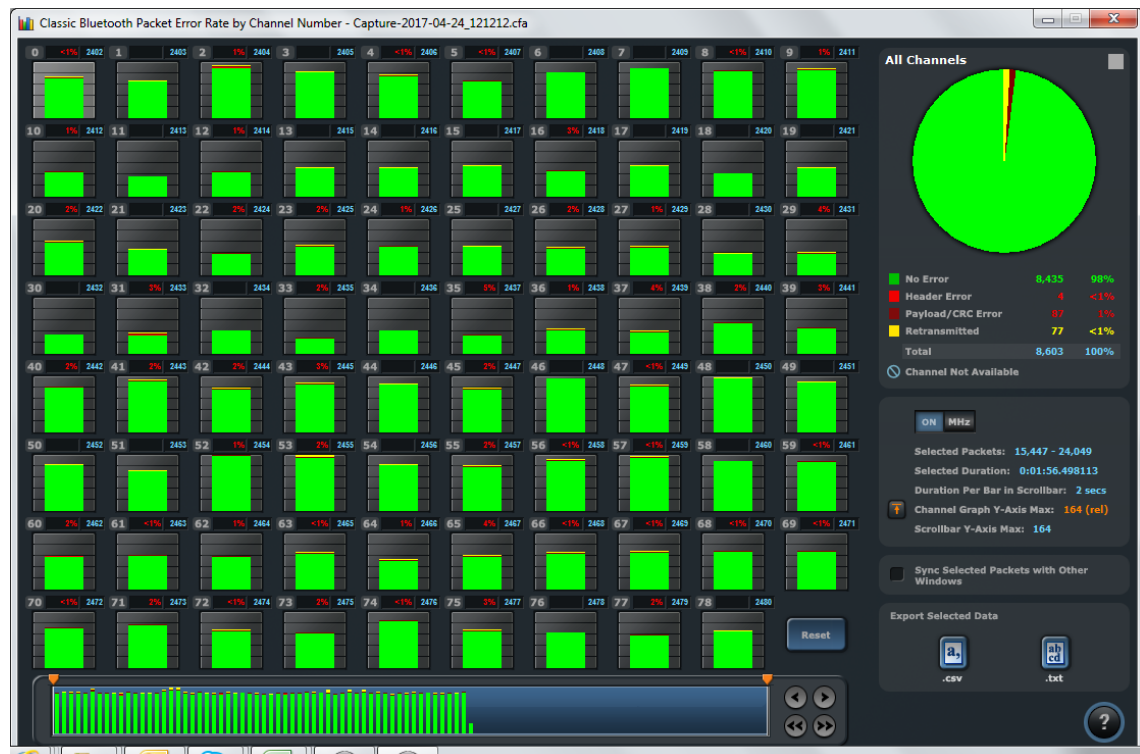 Classic Bluetooth Packet Error Rate by Channel Number - Capture-2017-04-24_121212.cfa
0 <1% 2402 1 2403 2 1% 2404 3 2405 4 <1% 2406 5 <1% 2407 6 2408 7 2409 8 <1% 2410 9 1% 2411
10 1% 2412 11 2413 12 1% 2414 13 2415 14 2416 15 2417 16 3% 2418 17 2419 18 2420 19 2421
20 2% 2422 21 2423 22 2% 2424 23 2% 2425 24 1% 2426 25 2427 26 2% 2428 27 1% 2429 28 2430 29 4% 2431
30 2432 31 3% 2433 32 2434 33 2% 2435 34 2436 35 5% 2437 36 1% 2438 37 4% 2439 38 2% 2440 39 3% 2441
40 2% 2442 41 2% 2443 42 2% 2444 43 3% 2445 44 2446 45 2% 2447 46 2448 47 <1% 2449 48 2450 49 2451
50 2452 51 2453 52 1% 2454 53 2% 2455 54 2456 55 2% 2457 56 <1% 2458 57 <1% 2459 58 2460 59 <1% 2461
60 2% 2462 61 <1% 2463 62 1% 2464 63 <1% 2465 64 1% 2466 65 4% 2467 66 <1% 2468 67 <1% 2469 68 <1% 2470 69 <1% 2471
70 <1% 2472 71 2% 2473 72 <1% 2474 73 2% 2475 74 <1% 2476 75 3% 2477 76 2478 77 2% 2479 78 2480
Reset
All Channels
No Error 8,435 98%
Header Error 4 <1%
Payload/CRC Error 87 1%
Retransmitted 77 <1%
Total 8,603 100%
Channel Not Available
ON MHz
Selected Packets: 15,447 - 24,049
Selected Duration: 0:01:56.498113
Duration Per Bar in Scrollbar: 2 secs
Channel Graph Y-Axis Max: 164 (rel)
Scrollbar Y-Axis Max: 164
Sync Selected Packets with Other
Windows
Export Selected Data
a,
ab
cd
.csv .txt
?